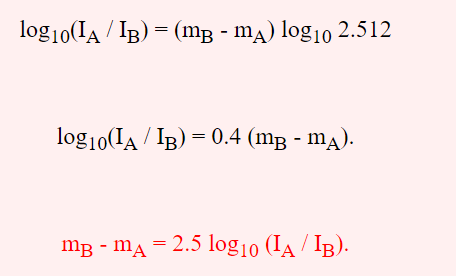 log10(IA / IB) = (mB - mA) log10 2.512
log10(IA / IB) = 0.4 (mB - mA).
mB - mA = 2.5 log10 (IA / IB).